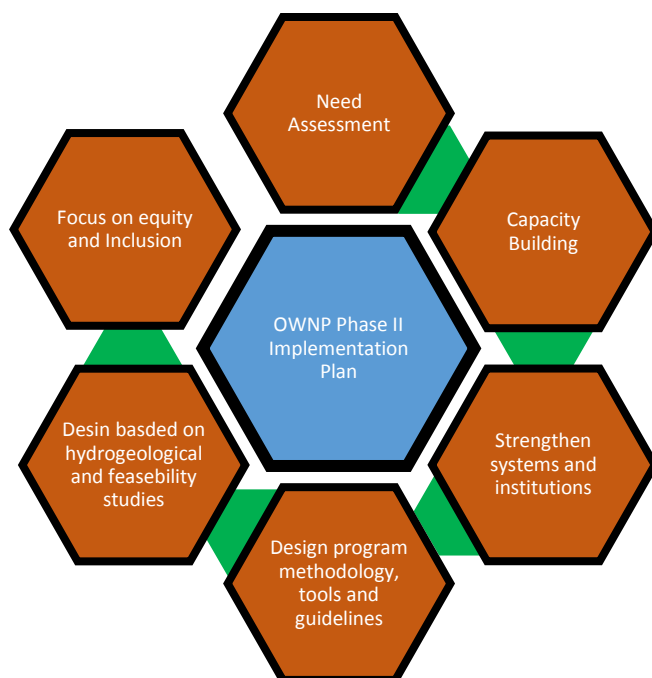 Need
Assessment
Capacity
Building
Strengthen
systems and
institutions
Design program
methodology,
tools and
guidelines
Desin basded on
hydrogeological
and feasebility
studies
Focus on equity
and Inclusion
OWNP Phase II
Implementation
Plan